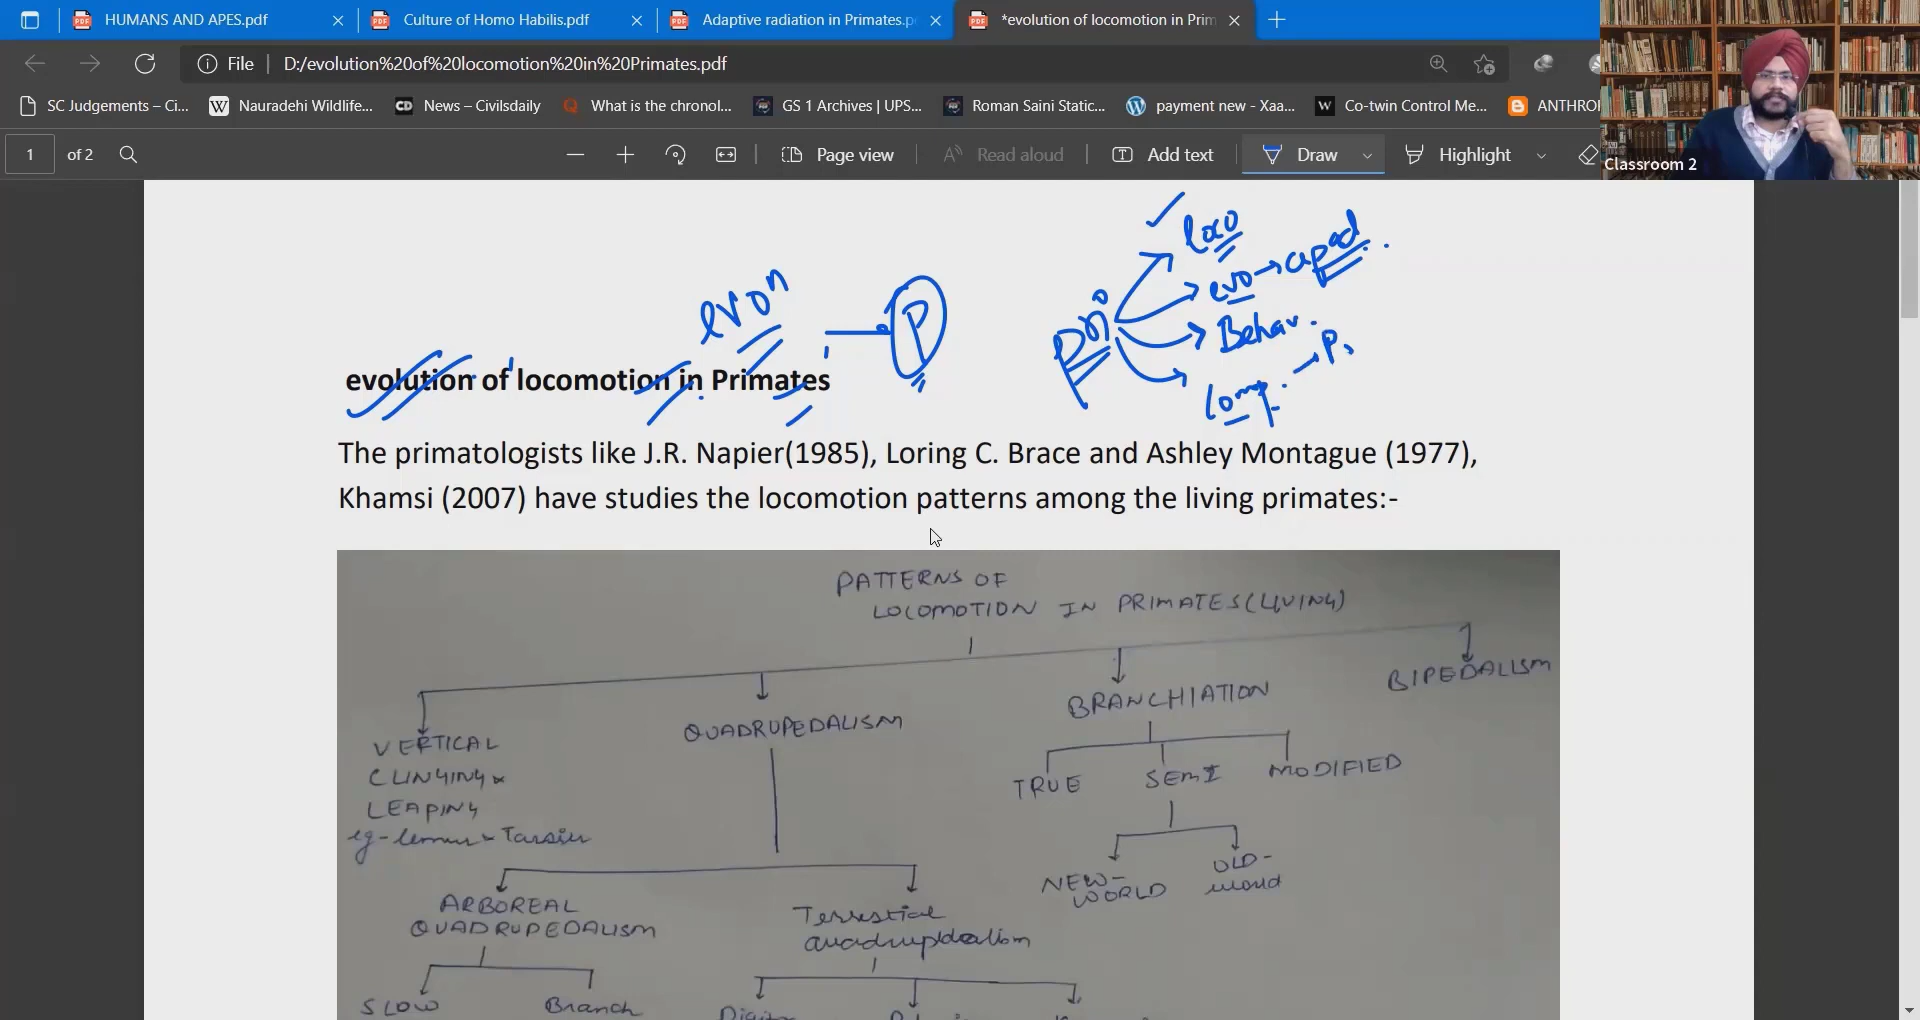 HUMANS AND APES.pdf
Culture of Homo Habilis.pdf
Adaptive radiation in Primates.p
*evolution of locomotion in Prim
File
D:/evolution%20of%20locomotion%20in%20Primates.pdf
SC Judgements – Ci...
Nauradehi Wildlife...
News – Civilsdaily
What is the chronol...
GS 1 Archives | UPS...
Roman Saini Static...
payment new - Xaa...
Co-twin Control Me...
ANTHRO
1
of 2
Page view
Read aloud
Add text
Draw
Highlight
Classroom 2
loco
evo
Behav.
evoⁿ
P
evolution of locomotion in Primates
The primatologists like J.R. Napier(1985), Loring C. Brace and Ashley Montague (1977),
Khamsi (2007) have studies the locomotion patterns among the living primates:-
PATTERNS OF
LOCOMOTION IN PRIMATES(LIVING)
BIPEDALISM
BRANCHIATION
QUADRUPEDALISM
VERTICAL
CLINGING &
LEAPING
eg - lemur & Tarsier
TRUE
SEMI
MODIFIED
NEW-
WORLD
OLD-
world
ARBOREAL
QUADRUPEDALISM
Terrestial
quadrupedalism
SLOW
Branch